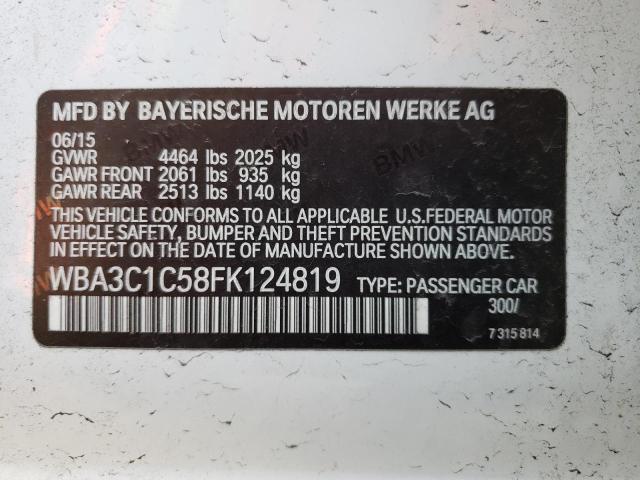 MFD BY BAYERISCHE MOTOREN WERKE AG
06/15
GVWR 4464 lbs 2025 kg
GAWR FRONT 2061 lbs 935 kg
GAWR REAR 2513 lbs 1140 kg
THIS VEHICLE CONFORMS TO ALL APPLICABLE U.S.FEDERAL MOTOR
VEHICLE SAFETY, BUMPER AND THEFT PREVENTION STANDARDS
IN EFFECT ON THE DATE OF MANUFACTURE SHOWN ABOVE.
WBA3C1C58FK124819 TYPE: PASSENGER CAR
300/
7 315 814
BMW